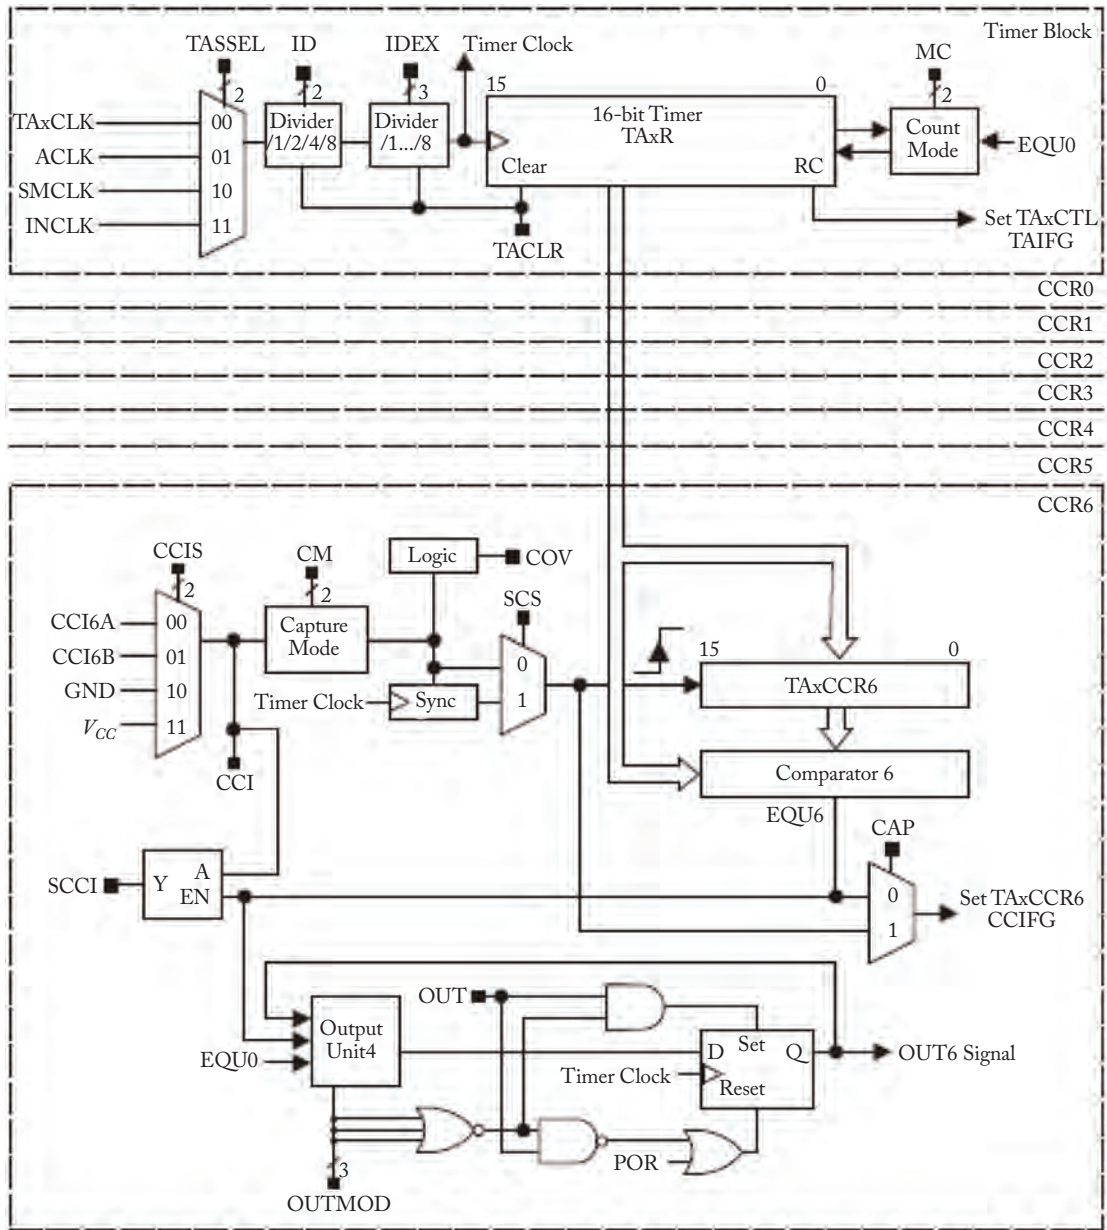 Timer Block
TASSEL
ID
IDEX
Timer Clock
MC
2
2
3
15
0
2
TAxCLK
ACLK
SMCLK
INCLK
00
01
10
11
Divider
/1/2/4/8
Divider
/1.../8
16-bit Timer
TAxR
Clear
RC
Count
Mode
EQU0
TACLR
Set TAxCTL
TAIFG
CCR0
CCR1
CCR2
CCR3
CCR4
CCR5
CCR6
CCIS
2
CM
2
Logic
COV
SCS
CCI6A
CCI6B
GND
VCC
00
01
10
11
Capture
Mode
Timer Clock
Sync
0
1
15
0
TAxCCR6
CCI
Comparator 6
EQU6
CAP
SCCI
Y
A
EN
0
1
Set TAxCCR6
CCIFG
OUT
Output
Unit4
EQU0
D
Set
Q
Reset
Timer Clock
OUT6 Signal
POR
3
OUTMOD